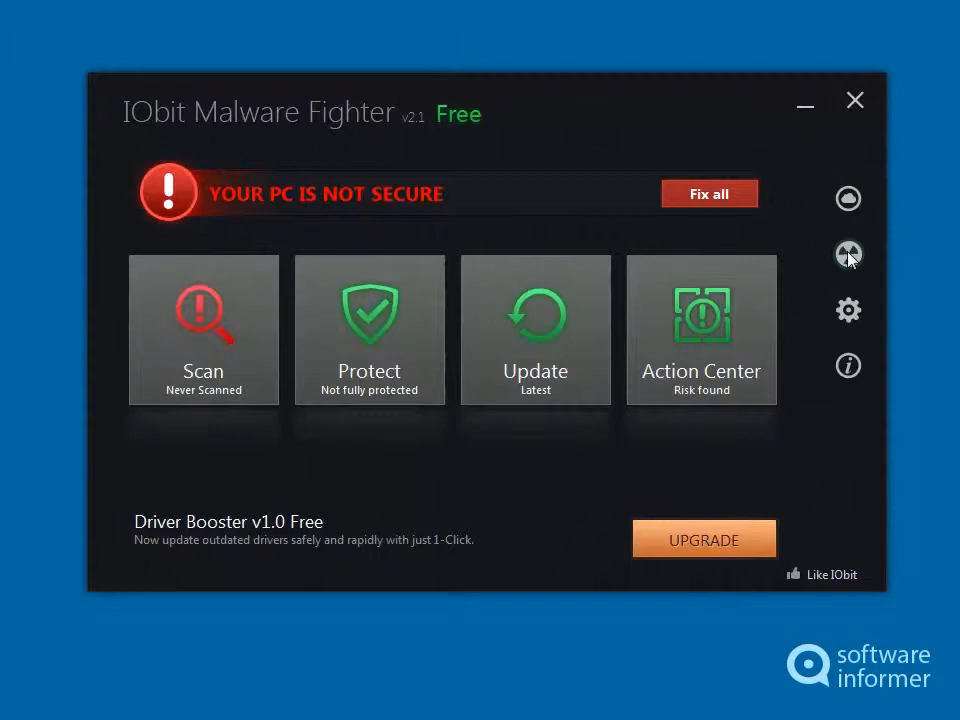 IObit Malware Fighter v2.1 Free
YOUR PC IS NOT SECURE
Fix all
Scan
Never Scanned
Protect
Not fully protected
Update
Latest
Action Center
Risk found
Driver Booster v1.0 Free
Now update outdated drivers safely and rapidly with just 1-Click.
UPGRADE
Like IObit
software
informer